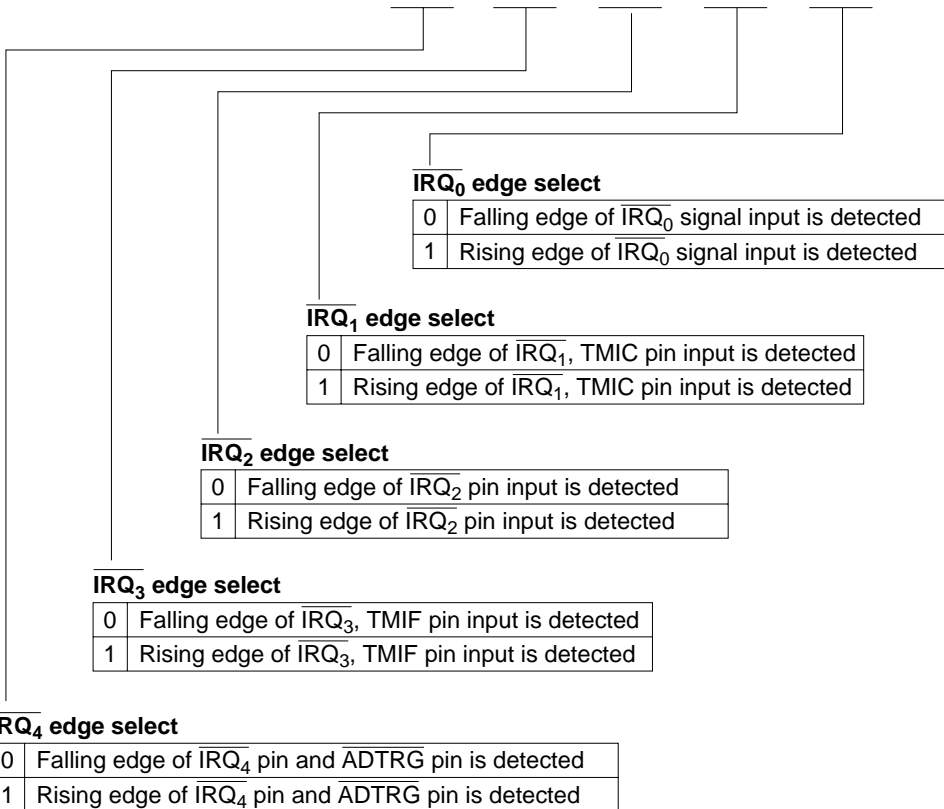 IRQ0 edge select
0 Falling edge of IRQ0 signal input is detected
1 Rising edge of IRQ0 signal input is detected
IRQ1 edge select
0 Falling edge of IRQ1, TMIC pin input is detected
1 Rising edge of IRQ1, TMIC pin input is detected
IRQ2 edge select
0 Falling edge of IRQ2 pin input is detected
1 Rising edge of IRQ2 pin input is detected
IRQ3 edge select
0 Falling edge of IRQ3, TMIF pin input is detected
1 Rising edge of IRQ3, TMIF pin input is detected
RQ4 edge select
0 Falling edge of IRQ4 pin and ADTRG pin is detected
1 Rising edge of IRQ4 pin and ADTRG pin is detected